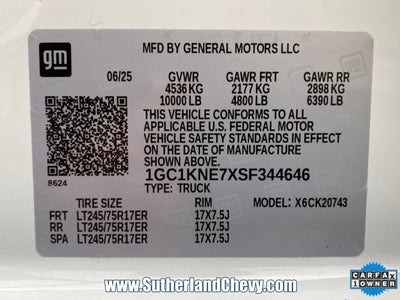 gm
MFD BY GENERAL MOTORS LLC
06/25 GVWR GAWR FRT GAWR RR
4536 KG 2177 KG 2898 KG
10000 LB 4800 LB 6390 LB
THIS VEHICLE CONFORMS TO ALL
APPLICABLE U.S. FEDERAL MOTOR
VEHICLE SAFETY STANDARDS IN EFFECT
ON THE DATE OF MANUFACTURE
SHOWN ABOVE.
8624
1GC1KNE7XSF344646
TYPE: TRUCK
TIRE SIZE RIM MODEL: X6CK20743
FRT LT245/75R17ER 17X7.5J
RR LT245/75R17ER 17X7.5J
SPA LT245/75R17ER 17X7.5J
www.SutherlandChevy.com
CARFAX
1 OWNER